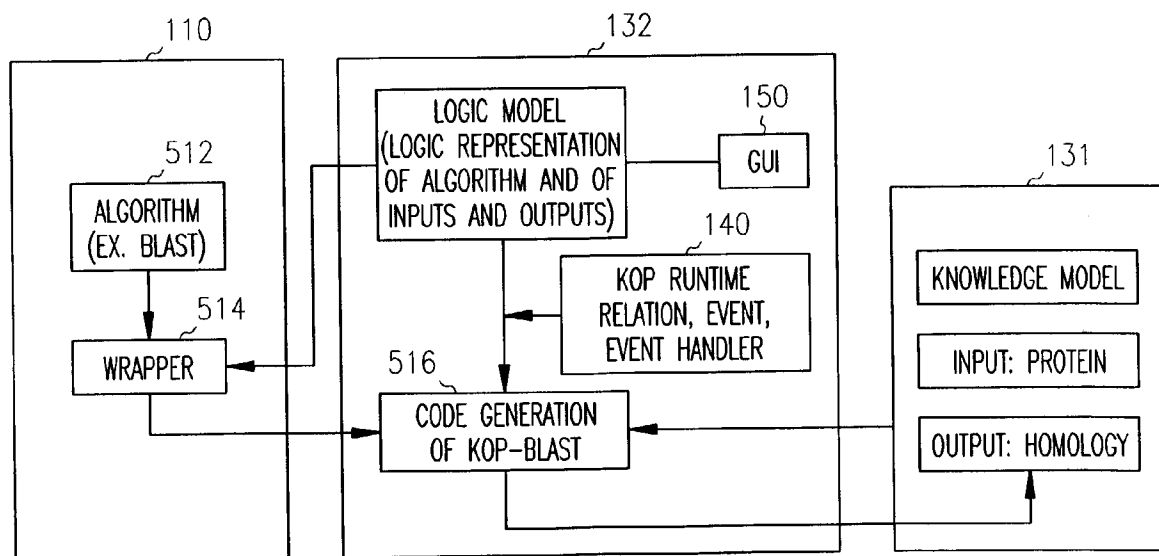 110
132
LOGIC MODEL
(LOGIC REPRESENTATION
OF ALGORITHM AND OF
INPUTS AND OUTPUTS)
150
GUI
512
ALGORITHM
(EX. BLAST)
131
140
KOP RUNTIME
RELATION, EVENT,
EVENT HANDLER
KNOWLEDGE MODEL
514
WRAPPER
INPUT: PROTEIN
516
CODE GENERATION
OF KOP-BLAST
OUTPUT: HOMOLOGY